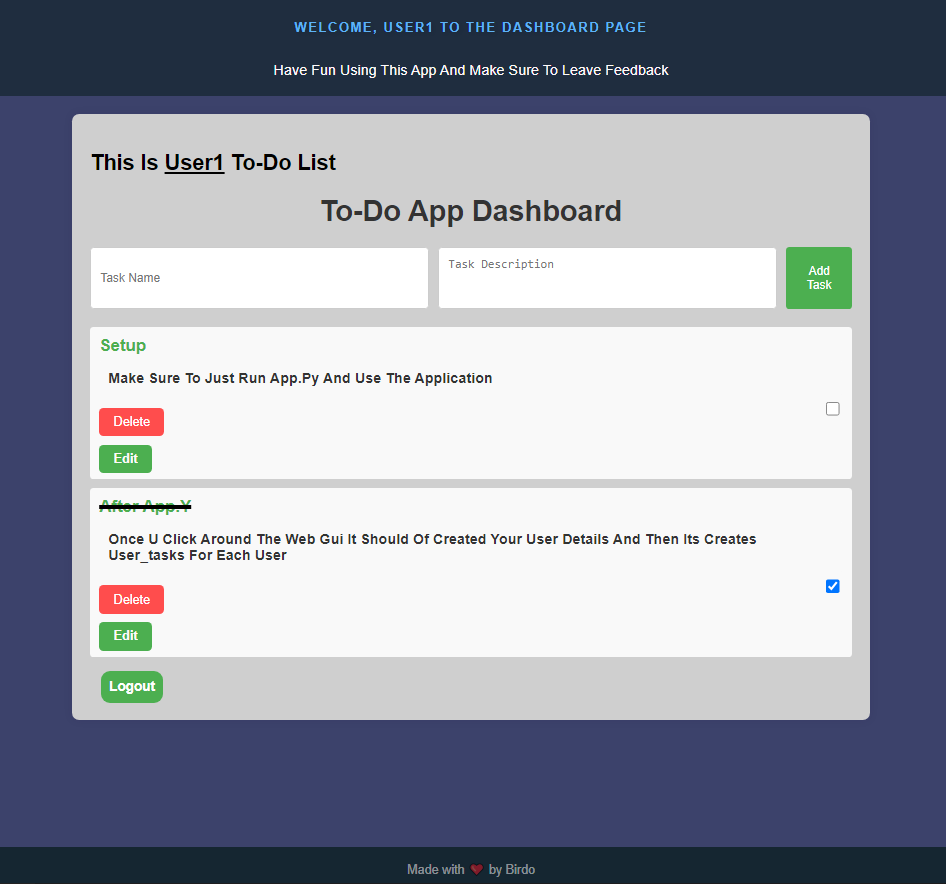 WELCOME, USER1 TO THE DASHBOARD PAGE
Have Fun Using This App And Make Sure To Leave Feedback
This Is User1 To-Do List
To-Do App Dashboard
Task Name
Task Description
Add
Task
Setup
Make Sure To Just Run App.Py And Use The Application
Delete
Edit
After App.Y
Once U Click Around The Web Gui It Should Of Created Your User Details And Then Its Creates
User_tasks For Each User
Delete
Edit
Logout
Made with ❤ by Birdo